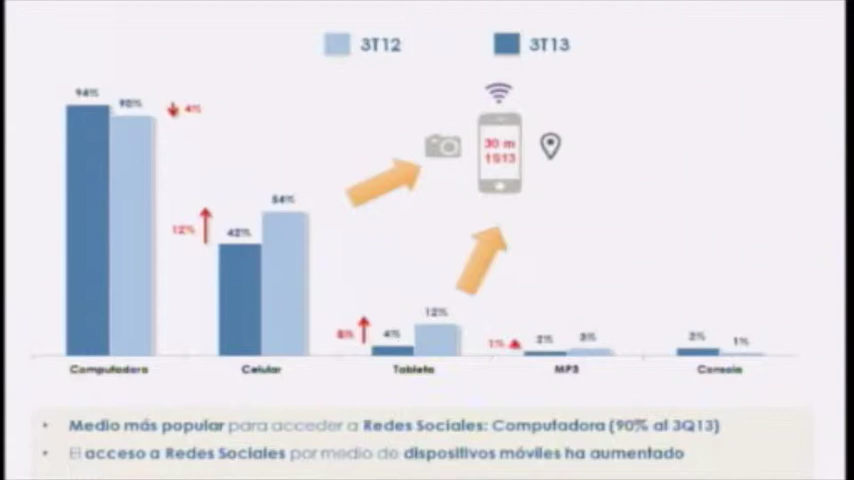 3T12
3T13
94%
90%
4%
30 m
1S13
54%
12%
42%
8%
4%
12%
1%
2%
3%
1%
Computadora
Celular
Tableta
MP3
Consola
• Medio más popular para acceder a Redes Sociales: Computadora (90% al 3Q13)
• El acceso a Redes Sociales por medio de dispositivos móviles ha aumentado